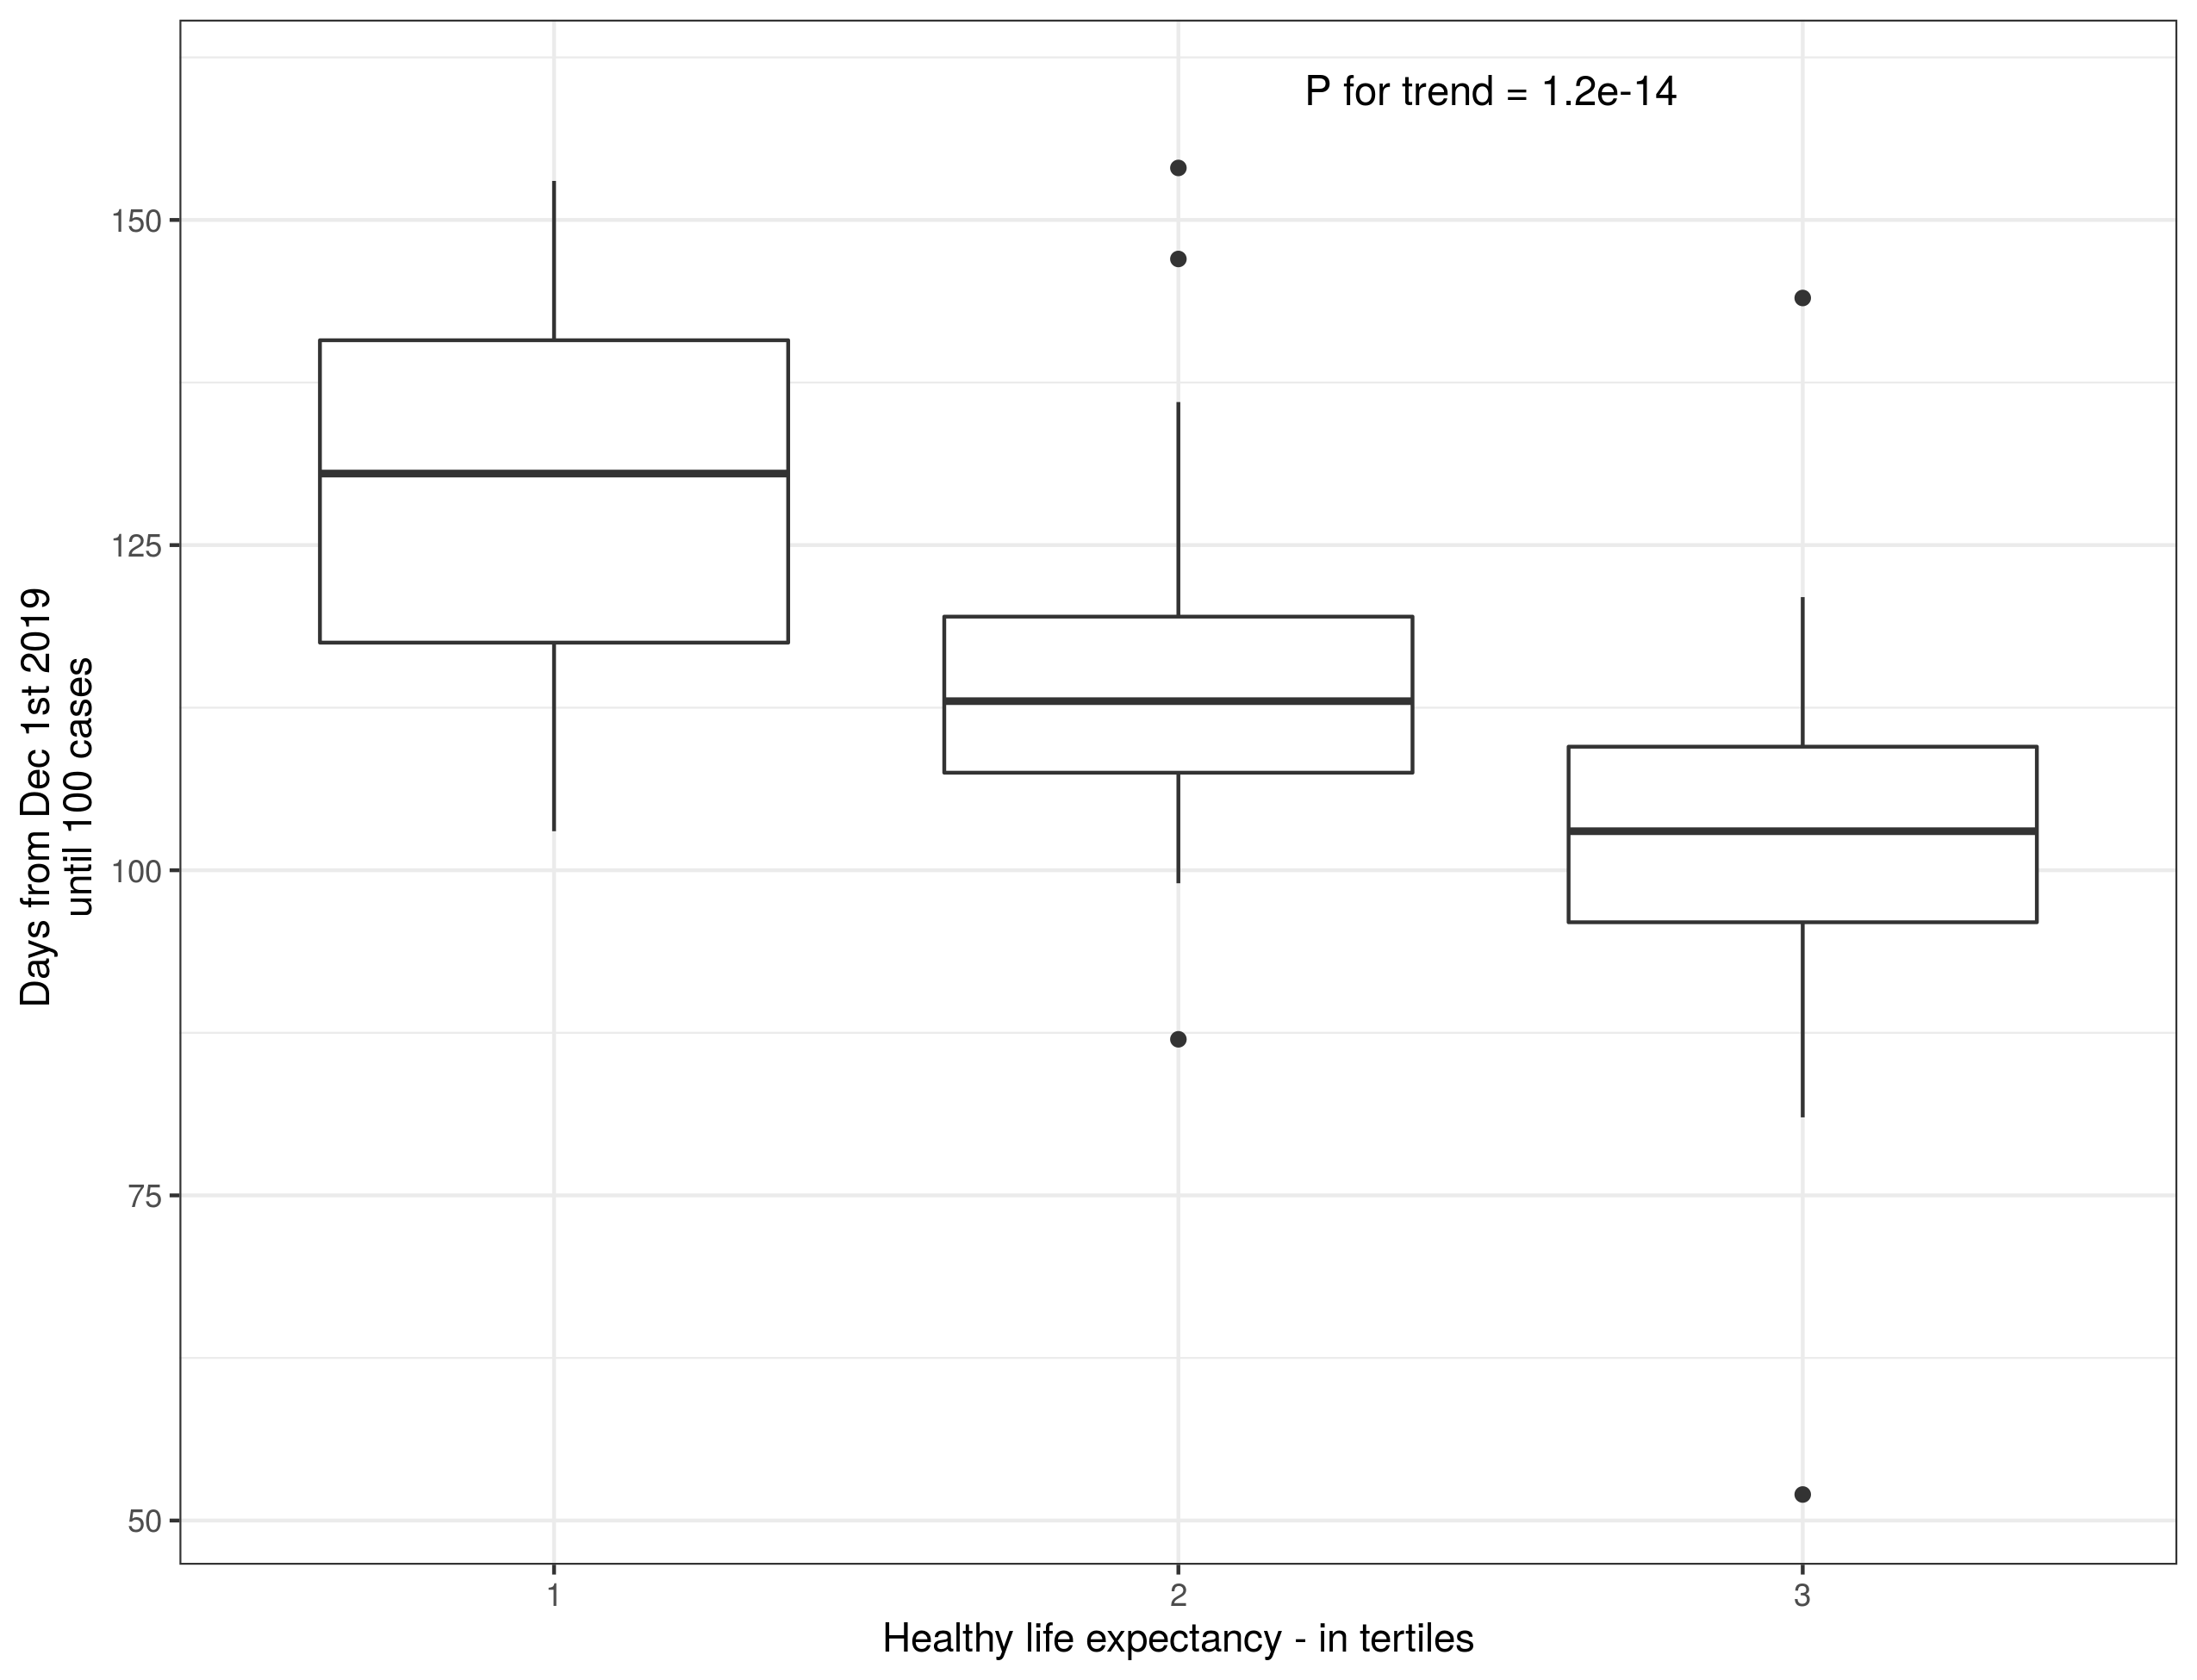 P for trend = 1.2e-14
150
125
100
75
50
Days from Dec 1st 2019
until 100 cases
1
2
3
Healthy life expectancy - in tertiles